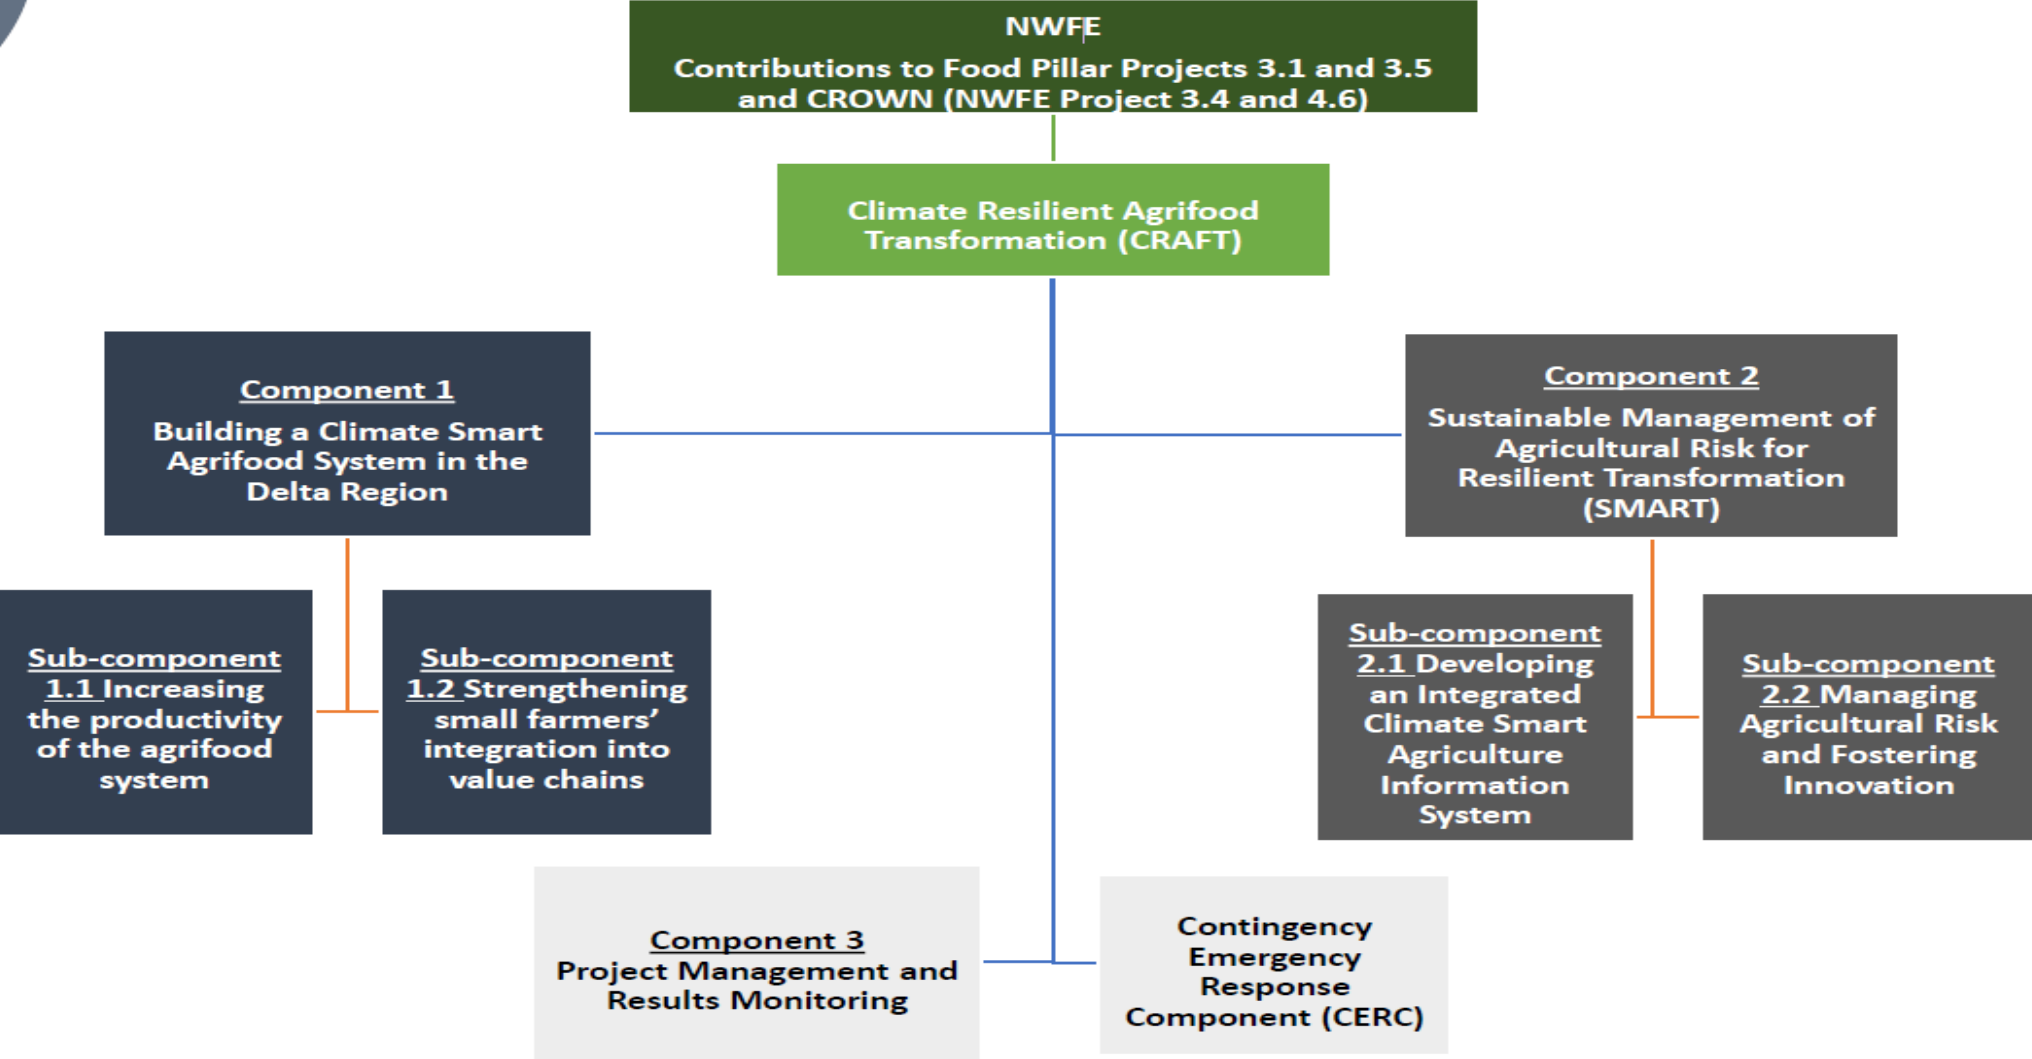 NWFE
Contributions to Food Pillar Projects 3.1 and 3.5
and CROWN (NWFE Project 3.4 and 4.6)
Climate Resilient Agrifood
Transformation (CRAFT)
Component 1
Building a Climate Smart
Agrifood System in the
Delta Region
Component 2
Sustainable Management of
Agricultural Risk for
Resilient Transformation
(SMART)
Sub-component
1.1 Increasing
the productivity
of the agrifood
system
Sub-component
1.2 Strengthening
small farmers’
integration into
value chains
Sub-component
2.1 Developing
an Integrated
Climate Smart
Agriculture
Information
System
Sub-component
2.2 Managing
Agricultural Risk
and Fostering
Innovation
Component 3
Project Management and
Results Monitoring
Contingency
Emergency
Response
Component (CERC)